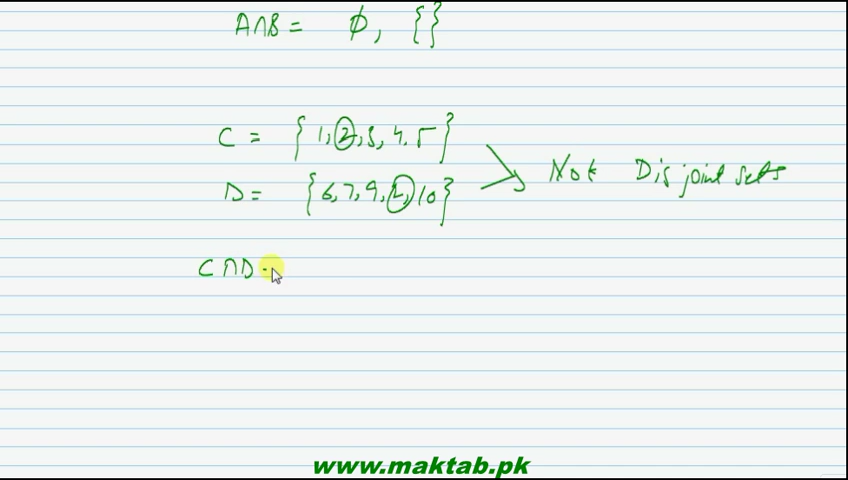 A∩B = ϕ, { }
C = { 1, 2, 3, 4, 5 }
D = { 6, 7, 9, 2, 10 }
Not Disjoint sets
C∩D -
www.maktab.pk